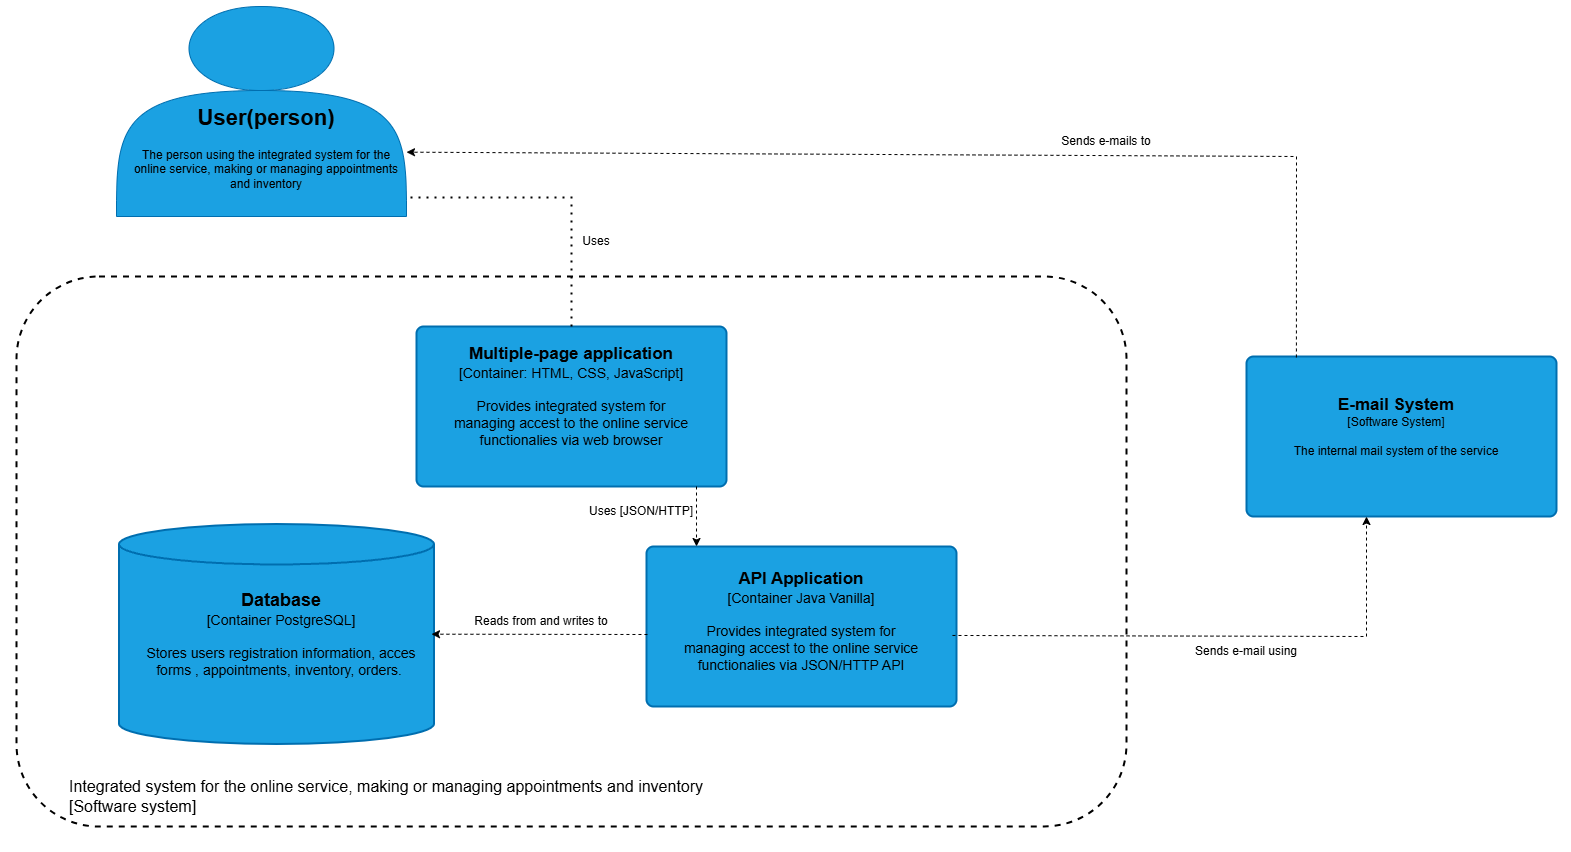 User(person)
The person using the integrated system for the
online service, making or managing appointments
and inventory
Sends e-mails to
Uses
Multiple-page application
[Container: HTML, CSS, JavaScript]
Provides integrated system for
managing accest to the online service
functionalies via web browser
E-mail System
[Software System]
The internal mail system of the service
Uses [JSON/HTTP]
API Application
[Container Java Vanilla]
Provides integrated system for
managing accest to the online service
functionalies via JSON/HTTP API
Database
[Container PostgreSQL]
Stores users registration information, acces
forms , appointments, inventory, orders.
Reads from and writes to
Sends e-mail using
Integrated system for the online service, making or managing appointments and inventory
[Software system]